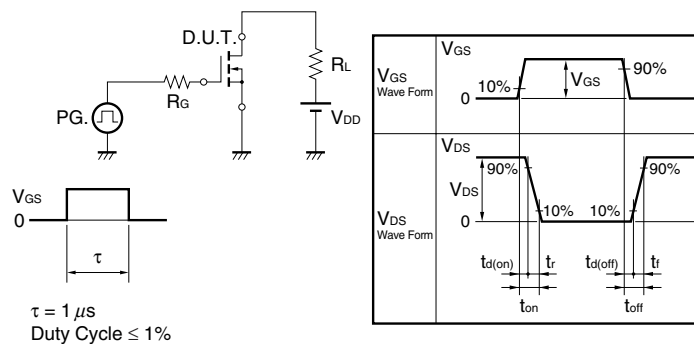 D.U.T.
RL
RG
PG.
VDD
VGS
0
τ
τ = 1 μs
Duty Cycle ≤ 1%
VGS
Wave Form
VGS
10%
VGS
90%
0
VDS
Wave Form
VDS
90%
VDS
90%
10%
10%
0
td(on)
tr
td(off)
tf
ton
toff